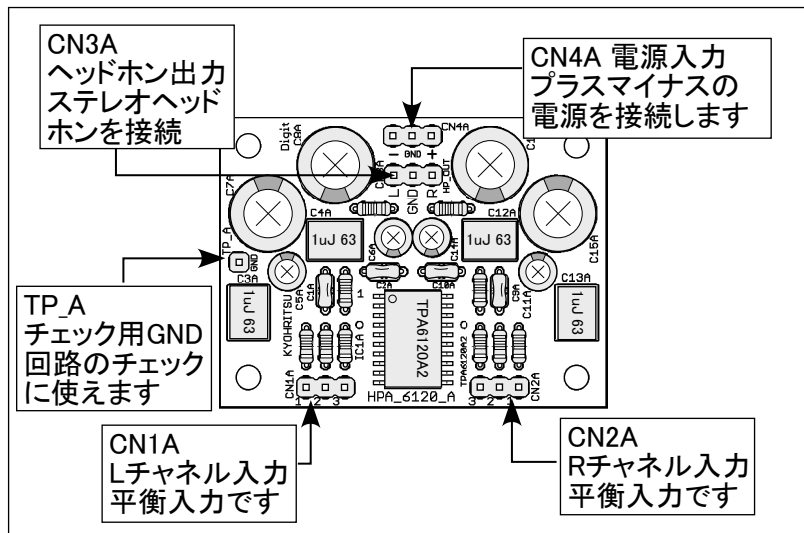 CN3A
ヘッドホン出力
ステレオヘッド
ホンを接続
CN4A 電源入力
プラスマイナスの
電源を接続します
Digit
C8A
CN4A
- GND +
C7A
L GND R
HP_OUT
C4A
C12A
1uJ 63
1uJ 63
C6A
C14A
C15A
TP_A
GND
C3A
C5A
C1A
C2A
C10A
C9A
C11A
C13A
1uJ 63
1uJ 63
1
TPA6120A2
KYOHRITSU
IC1A
TPA6120A2
CN1A
1 2 3
HPA_6120_A
3 2
CN2A
TP_A
チェック用GND
回路のチェック
に使えます
CN1A
Lチャネル入力
平衡入力です
CN2A
Rチャネル入力
平衡入力です